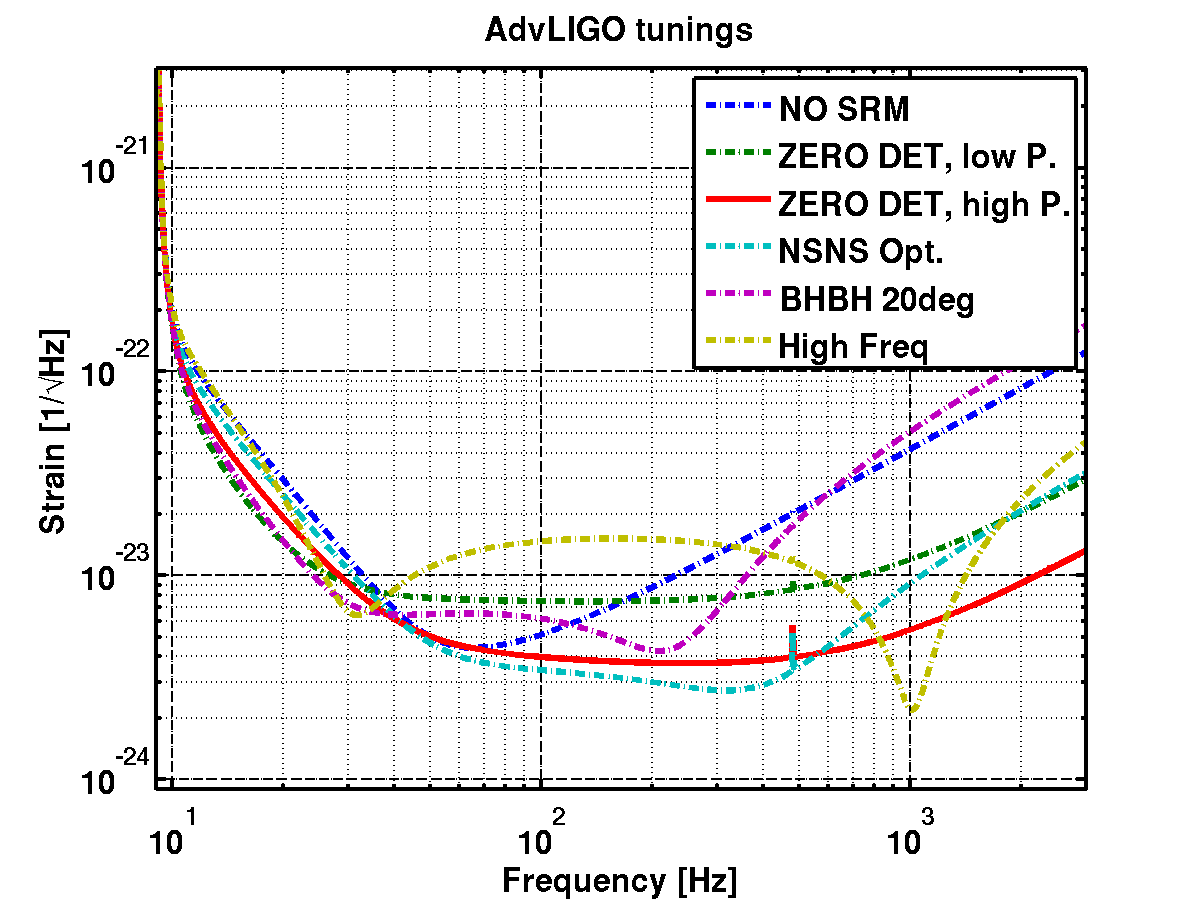 AdvLIGO tunings
NO SRM
ZERO DET, low P.
ZERO DET, high P.
NSNS Opt.
BHBH 20deg
High Freq
Strain [1/√Hz]
10^-21
10^-22
10^-23
10^-24
10^1 10^2 10^3
Frequency [Hz]